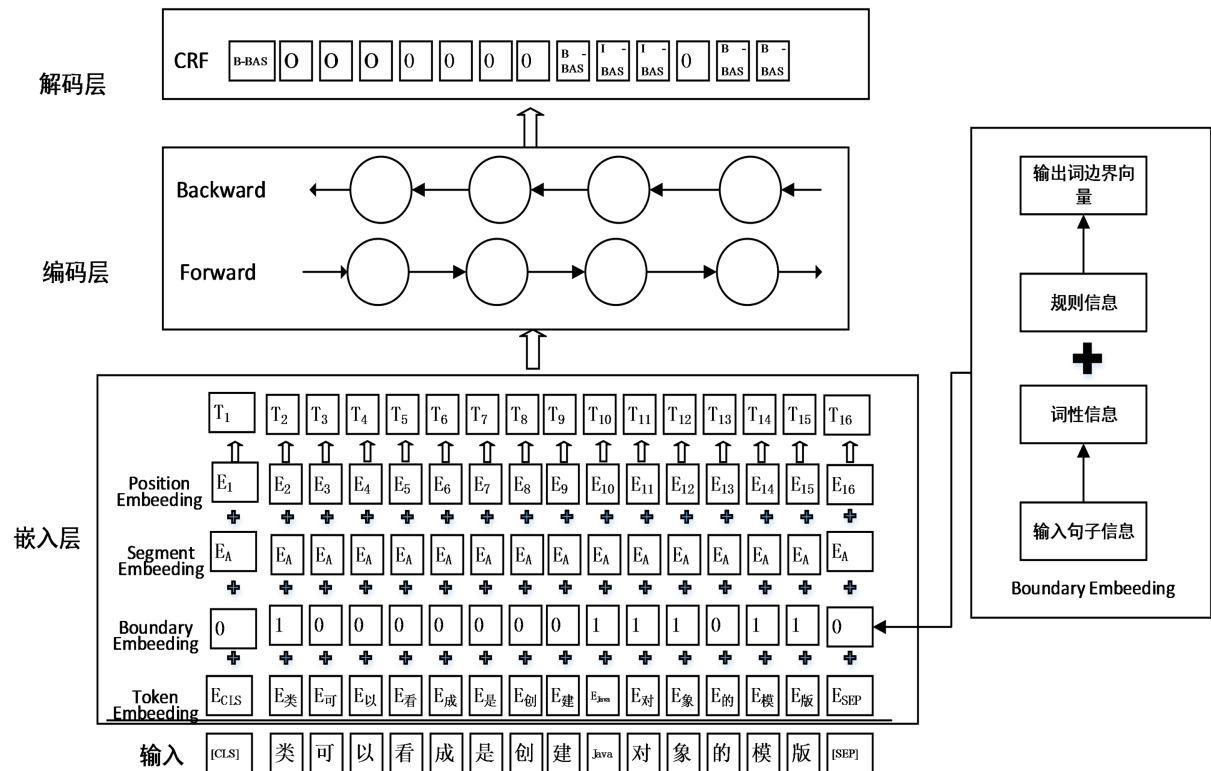 解码层
CRF B-BAS O O O 0 0 0 0 B - BAS I - BAS I - BAS 0 B - BAS B - BAS
编码层
Backward
Forward
嵌入层
T1 T2 T3 T4 T5 T6 T7 T8 T9 T10 T11 T12 T13 T14 T15 T16
Position Embeeding E1 E2 E3 E4 E5 E6 E7 E8 E9 E10 E11 E12 E13 E14 E15 E16
Segment Embeeding EA EA EA EA EA EA EA EA EA EA EA EA EA EA EA EA
Boundary Embeeding 0 1 0 0 0 0 0 0 0 1 1 1 0 1 1 0
Token Embeeding ECLS E类 E可 E以 E看 E成 E是 E创 E建 EJava E对 E象 E的 E模 E版 ESEP
输入 [CLS] 类 可 以 看 成 是 创 建 Java 对 象 的 模 版 [SEP]
输出词边界向
量
规则信息
词性信息
输入句子信息
Boundary Embeeding